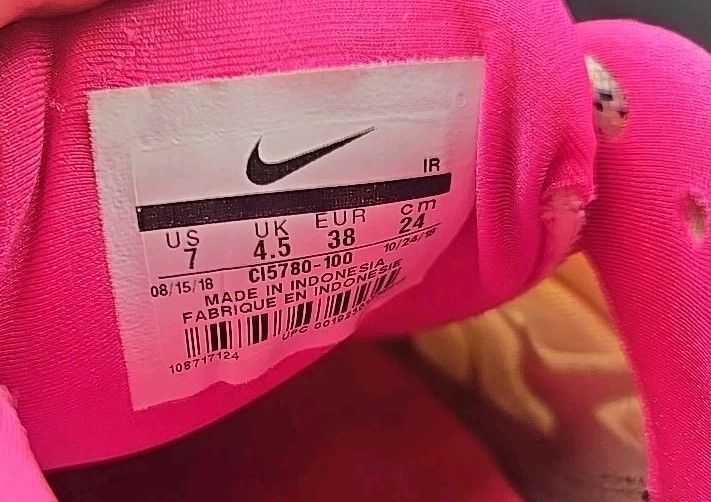 IR
US UK EUR cm
7 4.5 38 24
08/15/18 CI5780-100 10/24/18
MADE IN INDONESIA
FABRIQUE EN INDONESIE
UPC
108717124